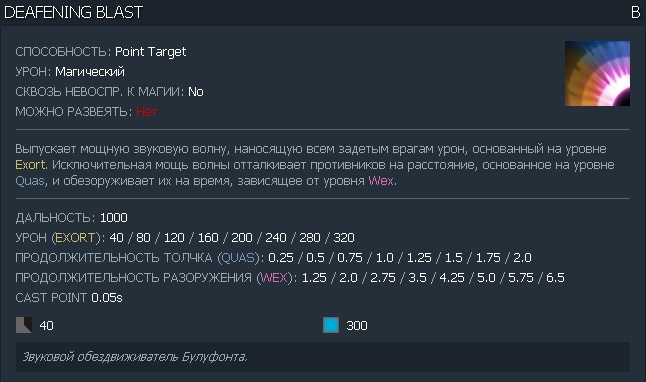 DEAFENING BLAST B
СПОСОБНОСТЬ: Point Target
УРОН: Магический
СКВОЗЬ НЕВОСПР. К МАГИИ: No
МОЖНО РАЗВЕЯТЬ: Нет
Выпускает мощную звуковую волну, наносящую всем задетым врагам урон, основанный на уровне
Exort. Исключительная мощь волны отталкивает противников на расстояние, основанное на уровне
Quas, и обезоруживает их на время, зависящее от уровня Wex.
ДАЛЬНОСТЬ: 1000
УРОН (EXORT): 40 / 80 / 120 / 160 / 200 / 240 / 280 / 320
ПРОДОЛЖИТЕЛЬНОСТЬ ТОЛЧКА (QUAS): 0.25 / 0.5 / 0.75 / 1.0 / 1.25 / 1.5 / 1.75 / 2.0
ПРОДОЛЖИТЕЛЬНОСТЬ РАЗОРУЖЕНИЯ (WEX): 1.25 / 2.0 / 2.75 / 3.5 / 4.25 / 5.0 / 5.75 / 6.5
CAST POINT 0.05s
40 300
Звуковой обездвиживатель Булуфонта.